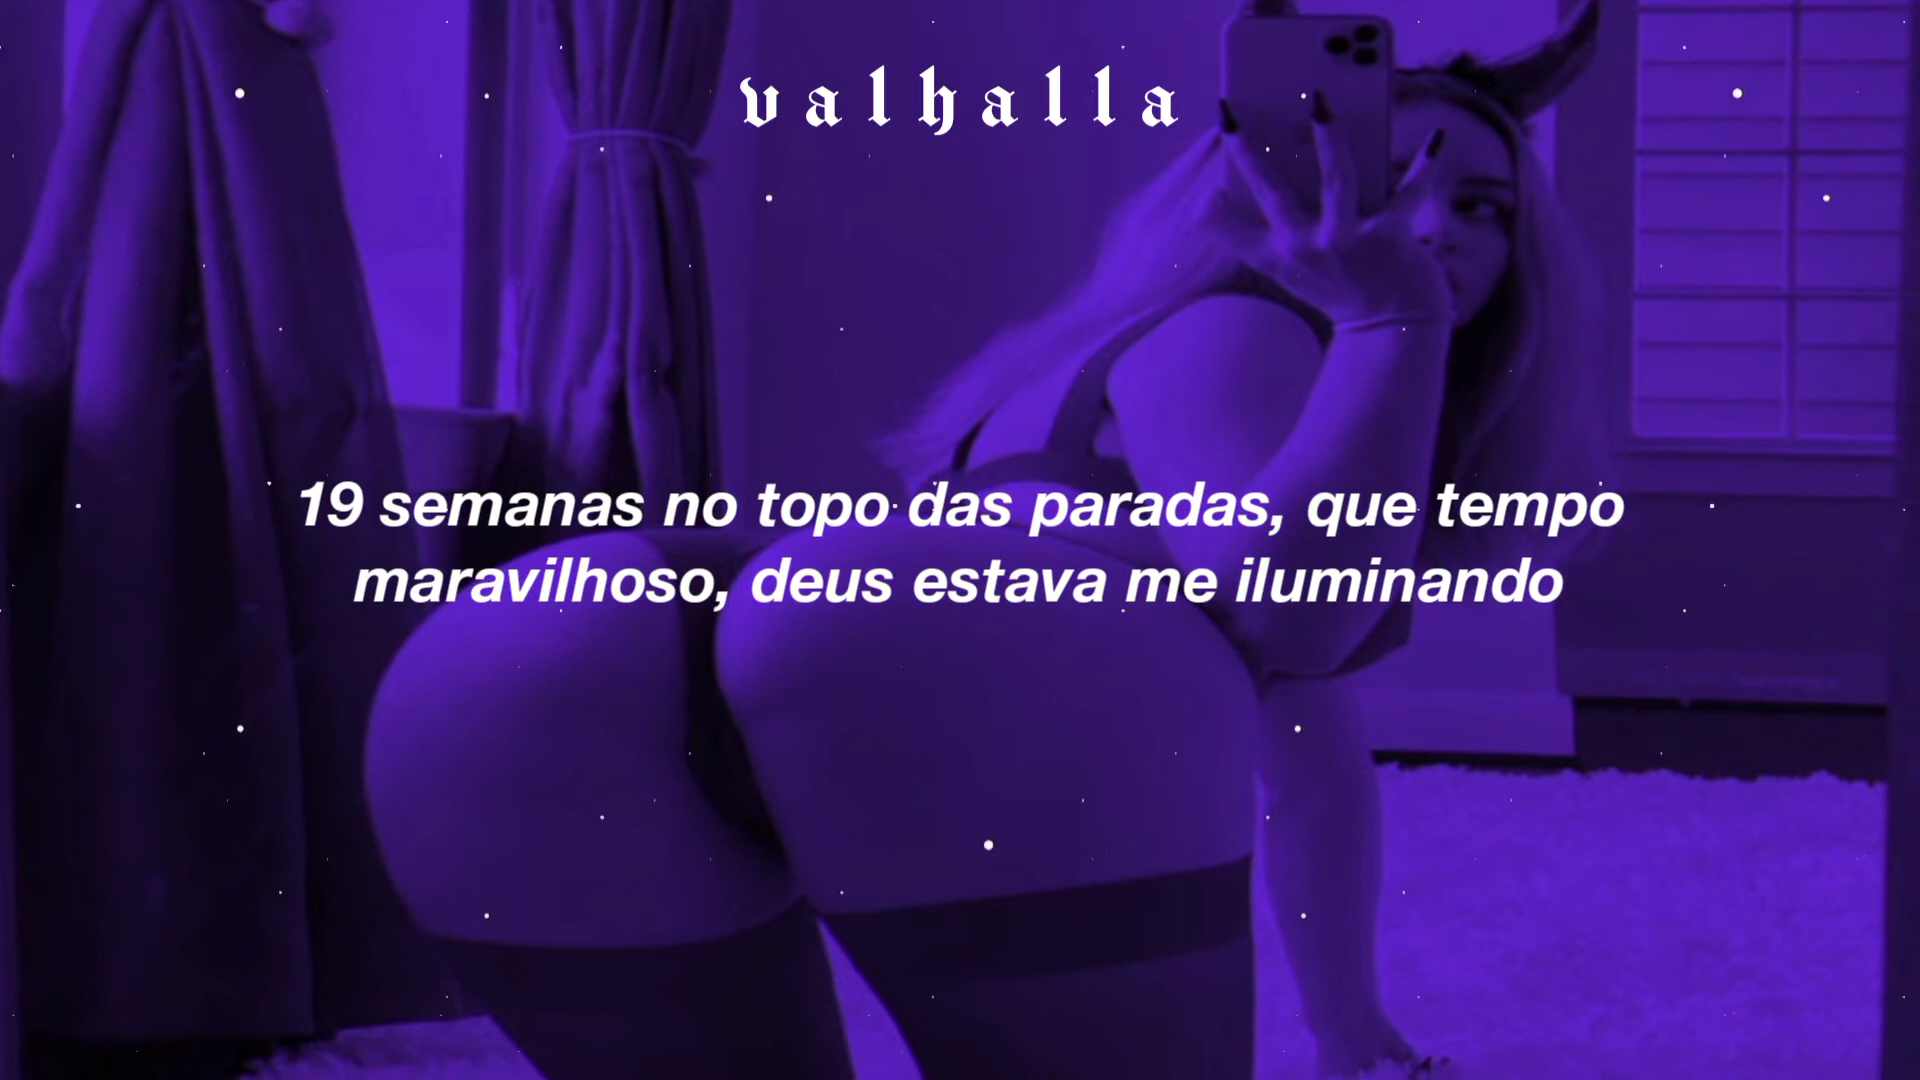 valhalla
19 semanas no topo das paradas, que tempo
maravilhoso, deus estava me iluminando